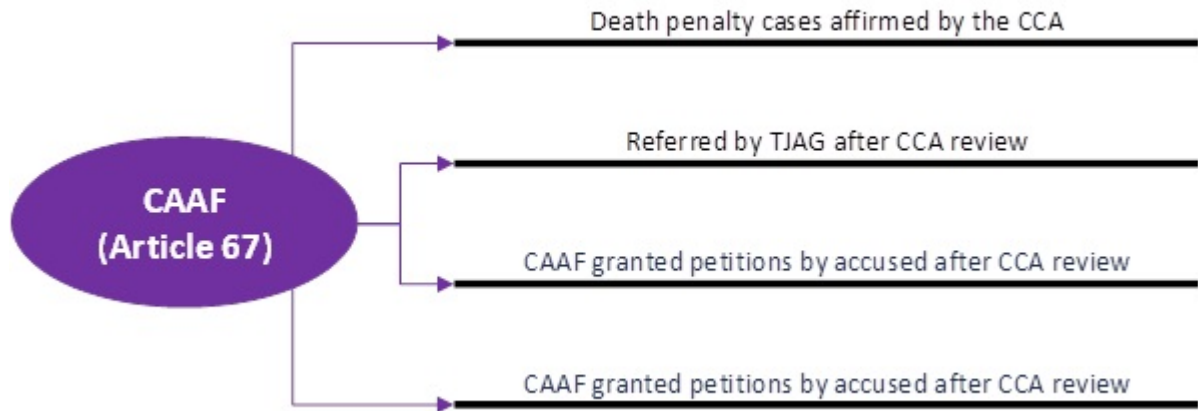 Death penalty cases affirmed by the CCA
Referred by TJAG after CCA review
CAAF
(Article 67)
CAAF granted petitions by accused after CCA review
CAAF granted petitions by accused after CCA review